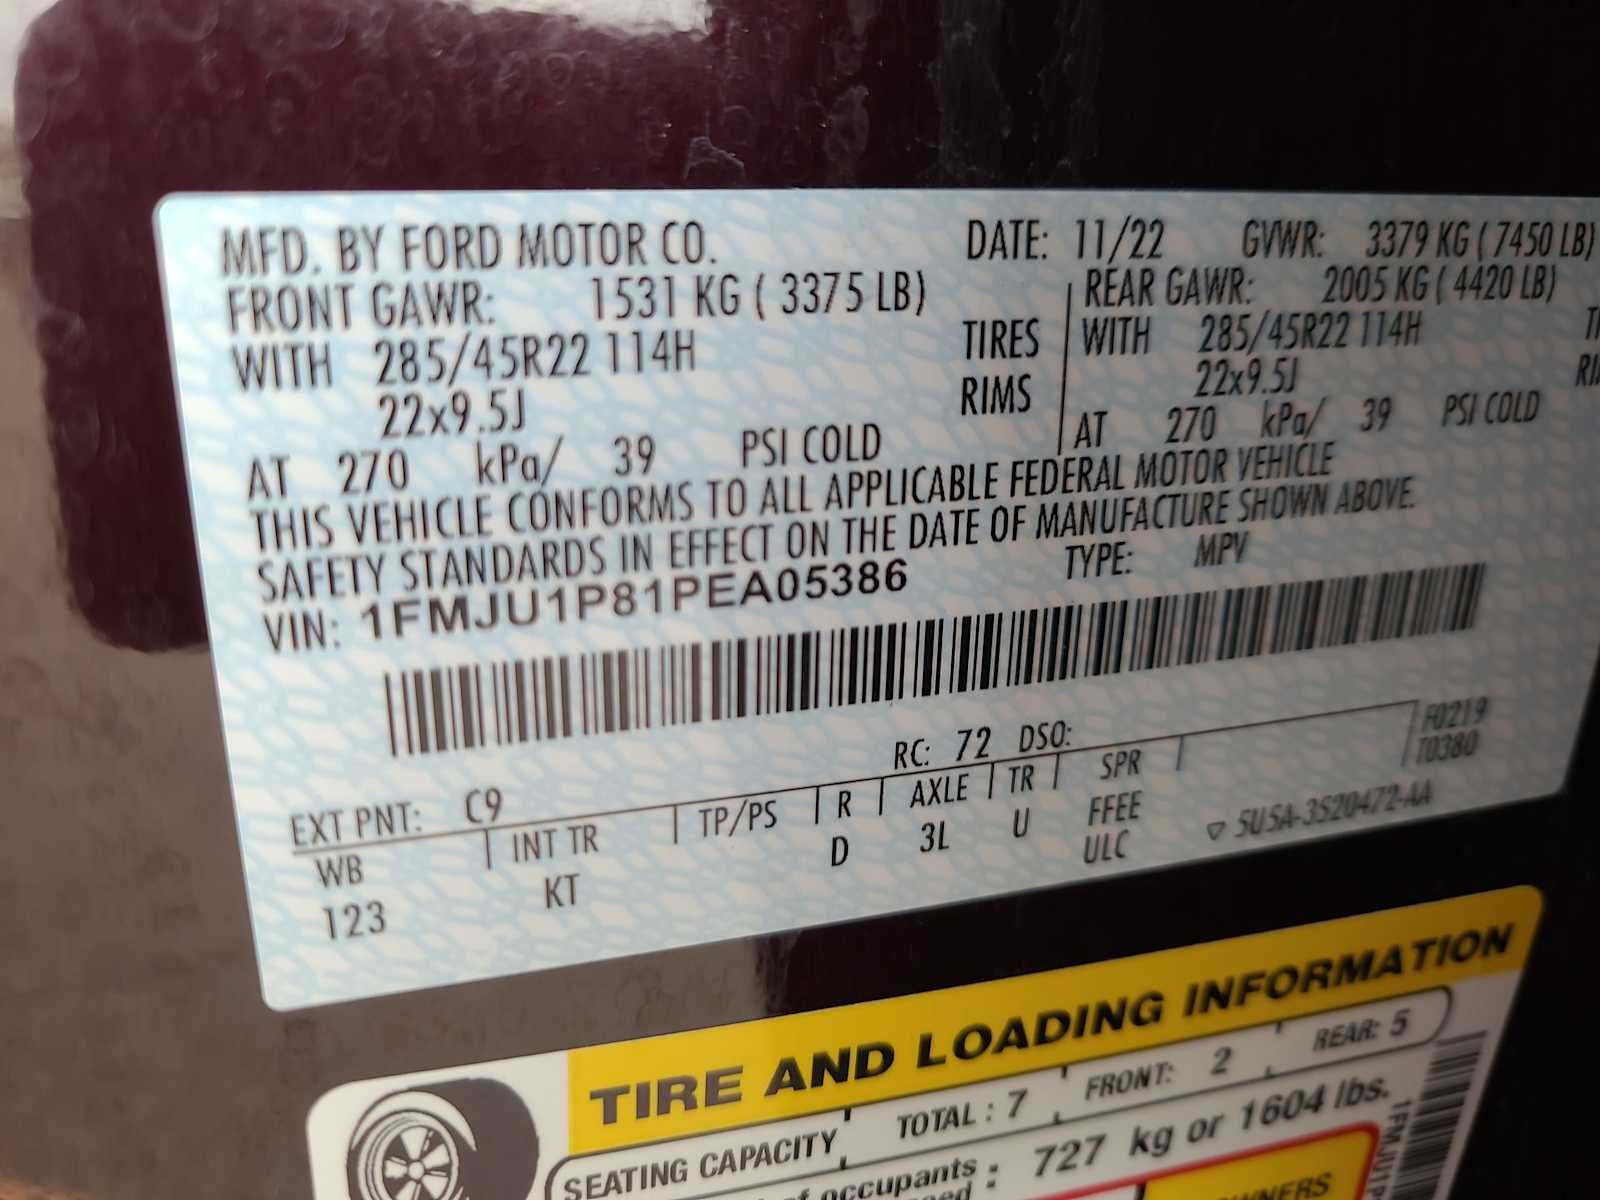 MFD. BY FORD MOTOR CO. DATE: 11/22 GVWR: 3379 KG ( 7450 LB)
FRONT GAWR: 1531 KG ( 3375 LB) REAR GAWR: 2005 KG ( 4420 LB)
WITH 285/45R22 114H TIRES WITH 285/45R22 114H
22x9.5J RIMS 22x9.5J
AT 270 kPa/ 39 PSI COLD AT 270 kPa/ 39 PSI COLD
THIS VEHICLE CONFORMS TO ALL APPLICABLE FEDERAL MOTOR VEHICLE
SAFETY STANDARDS IN EFFECT ON THE DATE OF MANUFACTURE SHOWN ABOVE.
VIN: 1FMJU1P81PEA05386 TYPE: MPV
F0219
EXT PNT: C9 RC: 72 DSO: T0380
WB INT TR TP/PS R AXLE TR SPR
123 KT D 3L U FFEE
ULC
5U5A-3520472-AA
TIRE AND LOADING INFORMATION
SEATING CAPACITY TOTAL : 7 FRONT: 2 REAR: 5
of occupants : 727 kg or 1604 lbs.